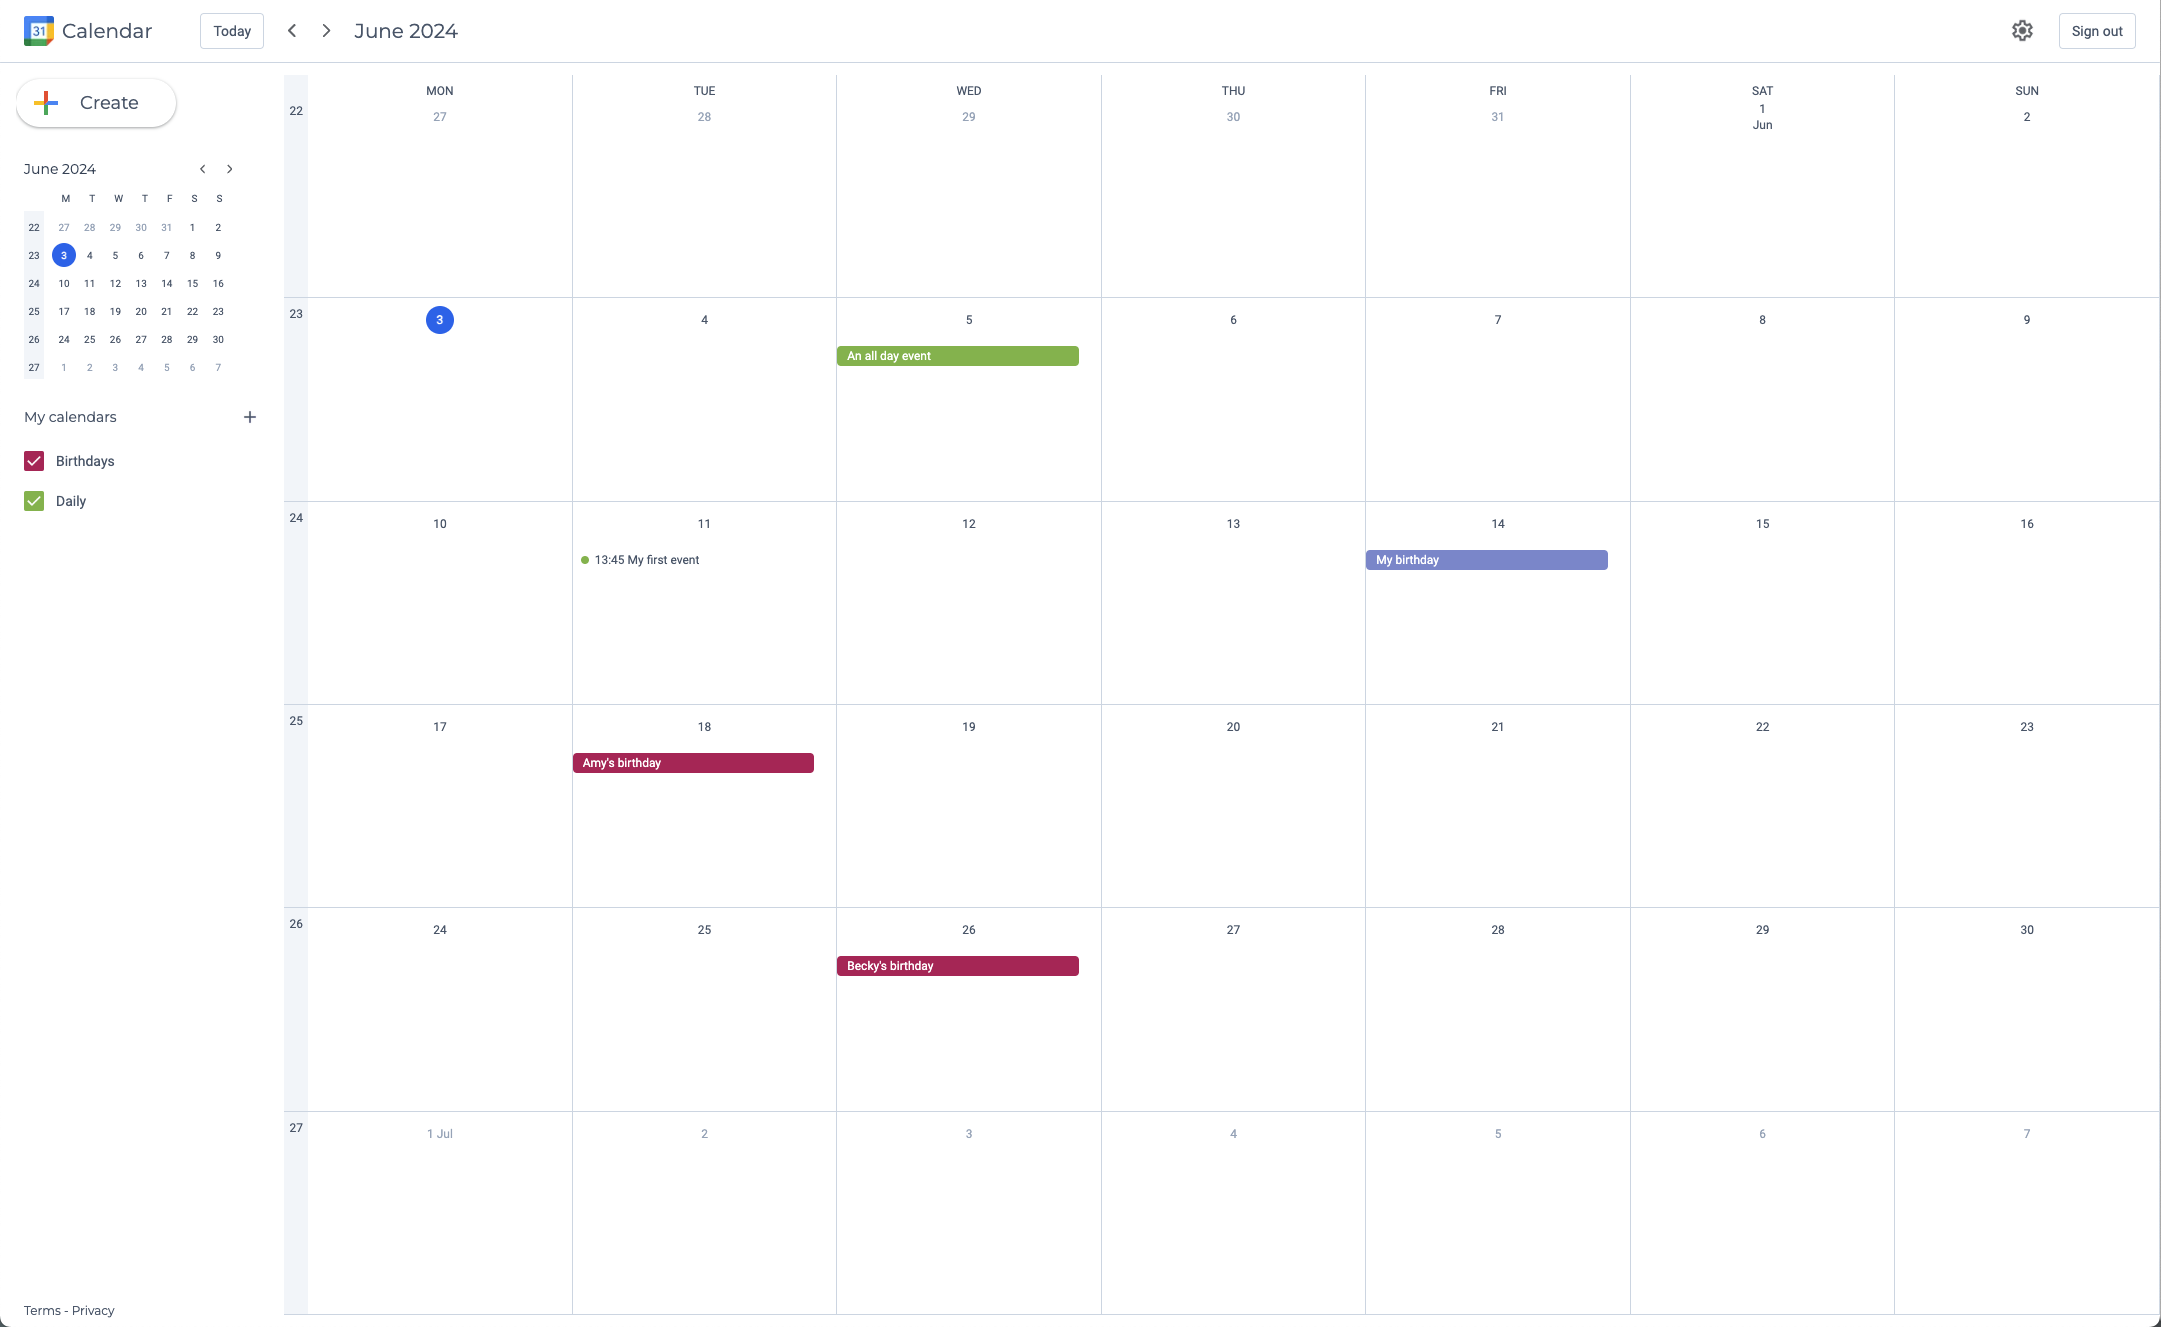 31 Calendar Today June 2024 Sign out
Create
June 2024
M T W T F S S
22 27 28 29 30 31 1 2
23 3 4 5 6 7 8 9
24 10 11 12 13 14 15 16
25 17 18 19 20 21 22 23
26 24 25 26 27 28 29 30
27 1 2 3 4 5 6 7
My calendars
Birthdays
Daily
Terms - Privacy
MON TUE WED THU FRI SAT SUN
22 27 28 29 30 31 1 2
Jun
23 3 4 5 6 7 8 9
An all day event
24 10 11 12 13 14 15 16
13:45 My first event My birthday
25 17 18 19 20 21 22 23
Amy's birthday
26 24 25 26 27 28 29 30
Becky's birthday
27 1 Jul 2 3 4 5 6 7